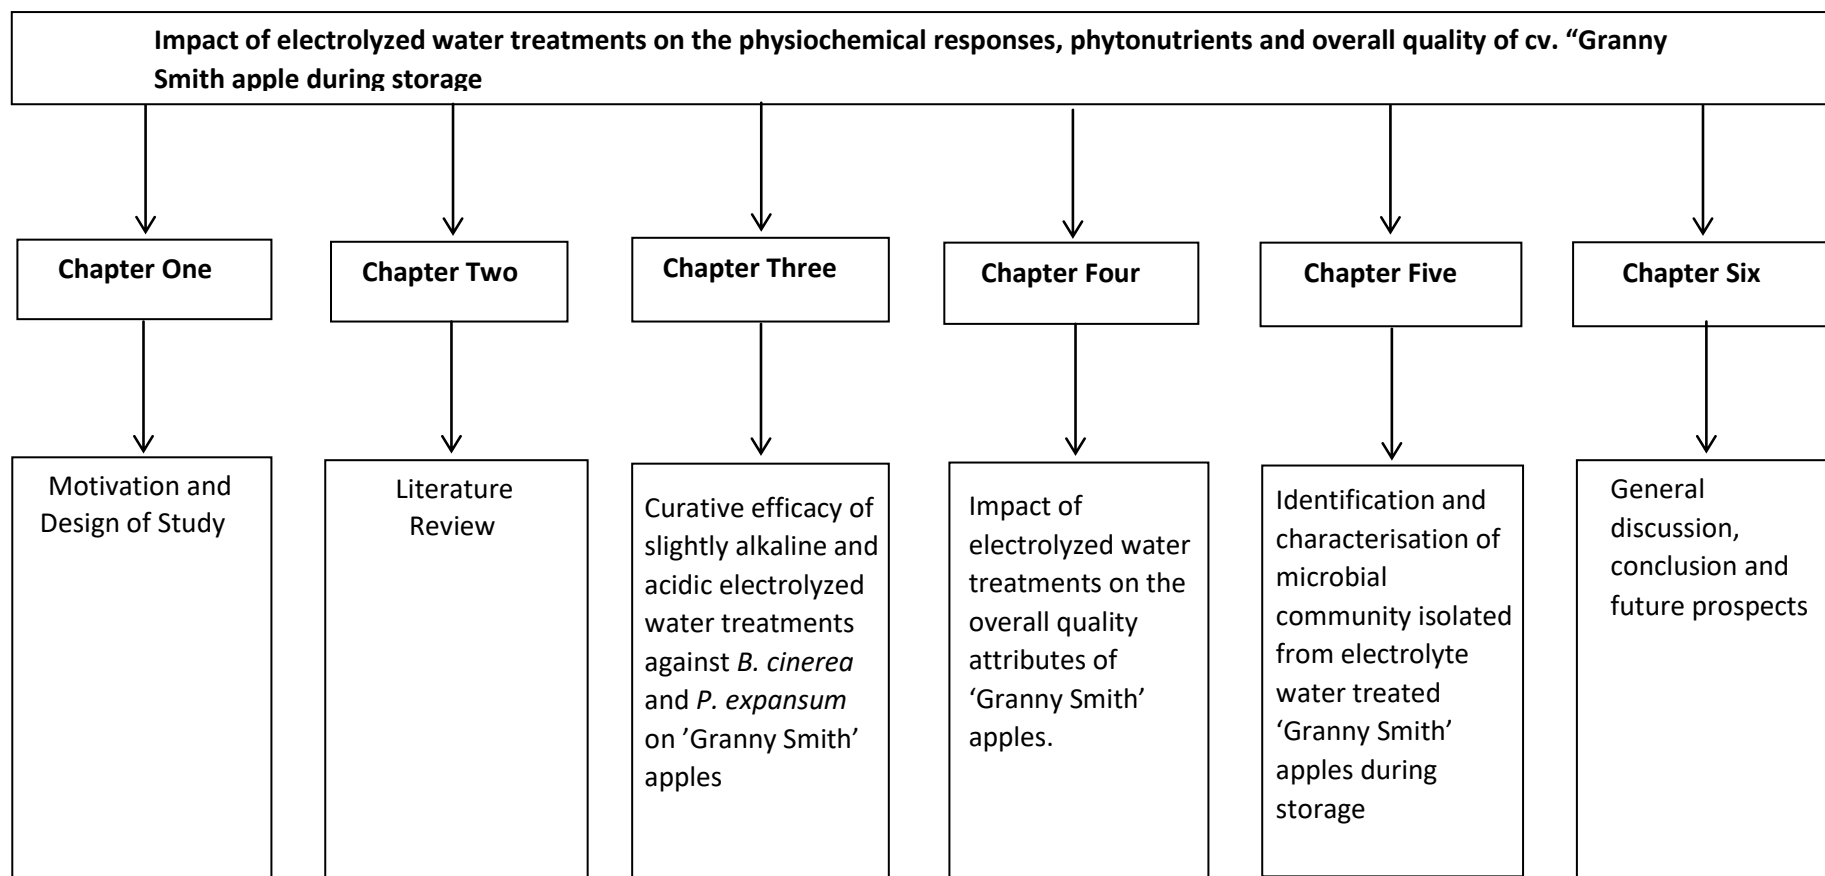 Impact of electrolyzed water treatments on the physiochemical responses, phytonutrients and overall quality of cv. “Granny
Smith apple during storage
Chapter One
Chapter Two
Chapter Three
Chapter Four
Chapter Five
Chapter Six
Motivation and
Design of Study
Literature
Review
Curative efficacy of
slightly alkaline and
acidic electrolyzed
water treatments
against B. cinerea
and P. expansum
on ’Granny Smith’
apples
Impact of
electrolyzed water
treatments on the
overall quality
attributes of
‘Granny Smith’
apples.
Identification and
characterisation of
microbial
community isolated
from electrolyte
water treated
‘Granny Smith’
apples during
storage
General
discussion,
conclusion and
future prospects